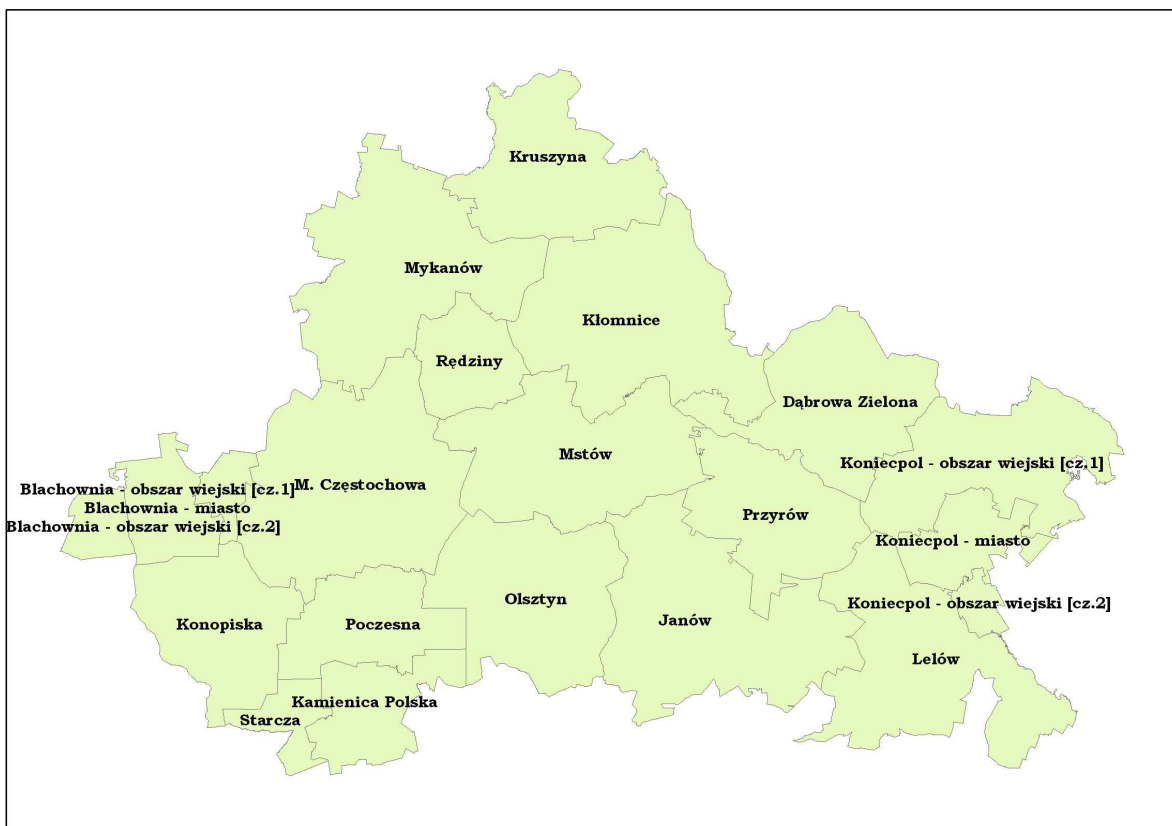 Kruszyna
Mykanów
Kłomnice
Rędziny
Dąbrowa Zielona
Mstów
Koniecpol - obszar wiejski [cz.1]
M. Częstochowa
Blachownia - obszar wiejski [cz.1]
Blachownia - miasto
Przyrów
Blachownia - obszar wiejski [cz.2]
Koniecpol - miasto
Olsztyn
Koniecpol - obszar wiejski [cz.2]
Konopiska
Poczesna
Janów
Lelów
Kamienica Polska
Starcza